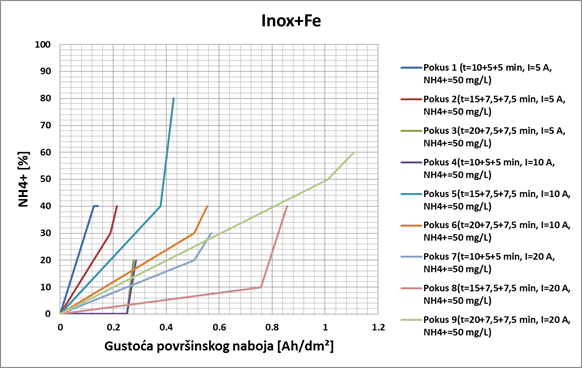 Inox+Fe
100
90
80
70
60
50
40
30
20
10
0
NH4+ [%]
0
0.2
0.4
0.6
0.8
1
1.2
Gustoća površinskog naboja [Ah/dm²]
Pokus 1 (t=10+5+5 min, I=5 A,
NH4+=50 mg/L)
Pokus 2(t=15+7,5+7,5 min, I=5 A,
NH4+=50 mg/L)
Pokus 3(t=20+7,5+7,5 min, I=5 A,
NH4+=50 mg/L)
Pokus 4(t=10+5+5 min, I=10 A,
NH4+=50 mg/L)
Pokus 5(t=15+7,5+7,5 min, I=10 A,
NH4+=50 mg/L)
Pokus 6(t=20+7,5+7,5 min, I=10 A,
NH4+=50 mg/L)
Pokus 7(t=10+5+5 min, I=20 A,
NH4+=50 mg/L)
Pokus 8(t=15+7,5+7,5 min, I=20 A,
NH4+=50 mg/L)
Pokus 9(t=20+7,5+7,5 min, I=20 A,
NH4+=50 mg/L)